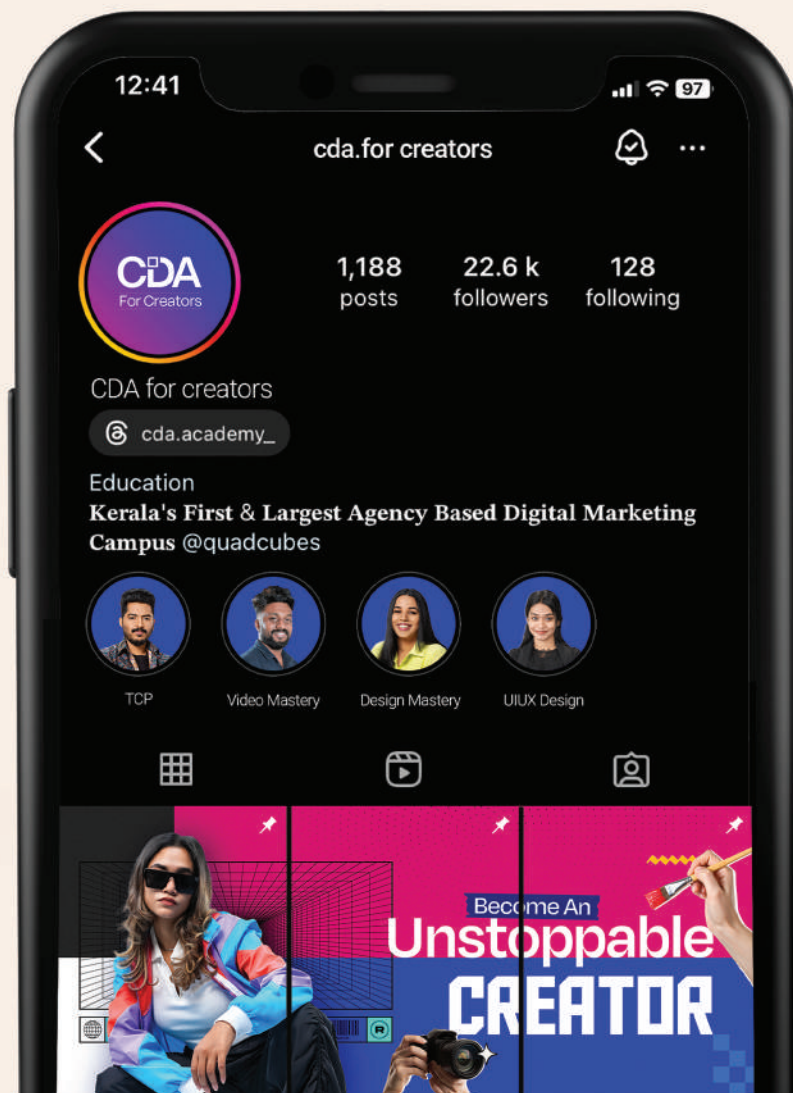 12:41
97
cda.for creators
CDA
For Creators
1,188
posts
22.6 k
followers
128
following
CDA for creators
cda.academy_
Education
Kerala's First & Largest Agency Based Digital Marketing
Campus @quadcubes
TCP
Video Mastery
Design Mastery
UIUX Design
Become An
Unstoppable
CREATOR
R